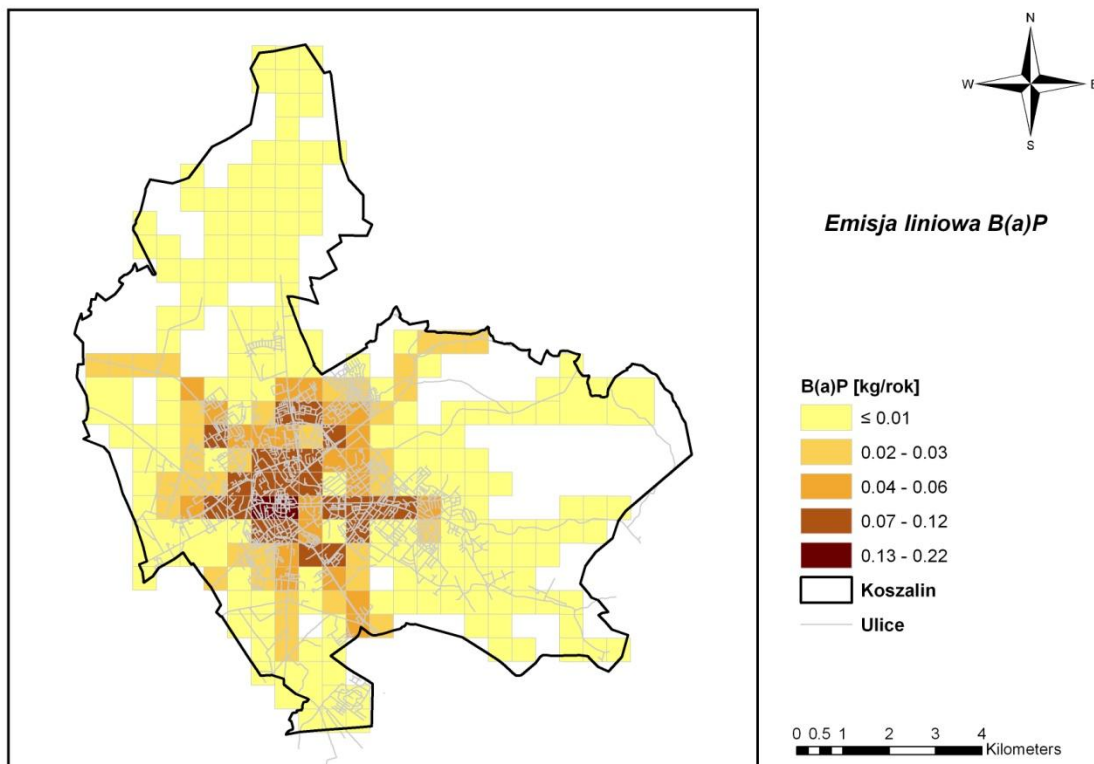 N
W E
S
Emisja liniowa B(a)P
B(a)P [kg/rok]
≤ 0.01
0.02 - 0.03
0.04 - 0.06
0.07 - 0.12
0.13 - 0.22
Koszalin
Ulice
0 0.5 1 2 3 4
Kilometers